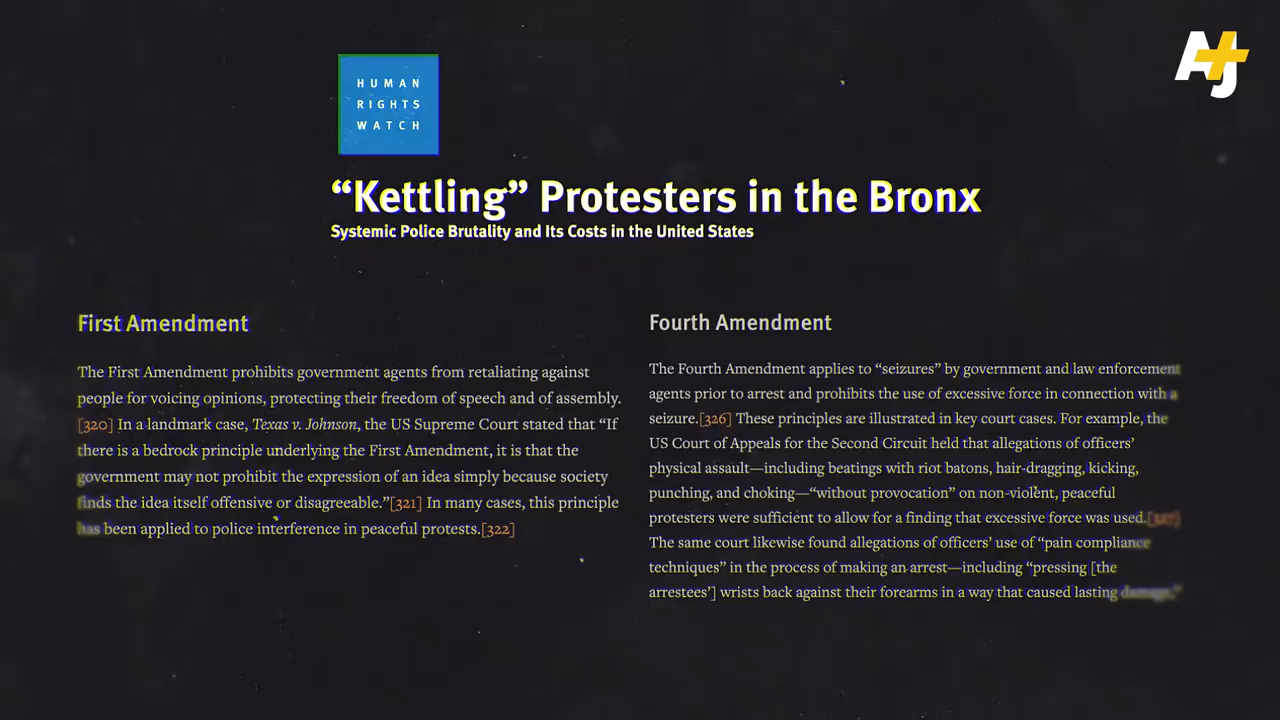 HUMAN
RIGHTS
WATCH
AJ+
“Kettling” Protesters in the Bronx
Systemic Police Brutality and Its Costs in the United States
First Amendment
The First Amendment prohibits government agents from retaliating against
people for voicing opinions, protecting their freedom of speech and of assembly.
[320] In a landmark case, Texas v. Johnson, the US Supreme Court stated that “If
there is a bedrock principle underlying the First Amendment, it is that the
government may not prohibit the expression of an idea simply because society
finds the idea itself offensive or disagreeable.”[321] In many cases, this principle
has been applied to police interference in peaceful protests.[322]
Fourth Amendment
The Fourth Amendment applies to “seizures” by government and law enforcement
agents prior to arrest and prohibits the use of excessive force in connection with a
seizure.[326] These principles are illustrated in key court cases. For example, the
US Court of Appeals for the Second Circuit held that allegations of officers’
physical assault—including beatings with riot batons, hair-dragging, kicking,
punching, and choking—“without provocation” on non-violent, peaceful
protesters were sufficient to allow for a finding that excessive force was used.
The same court likewise found allegations of officers’ use of “pain compliance
techniques” in the process of making an arrest—including “pressing [the
arrestees’] wrists back against their forearms in a way that caused lasting damage,”